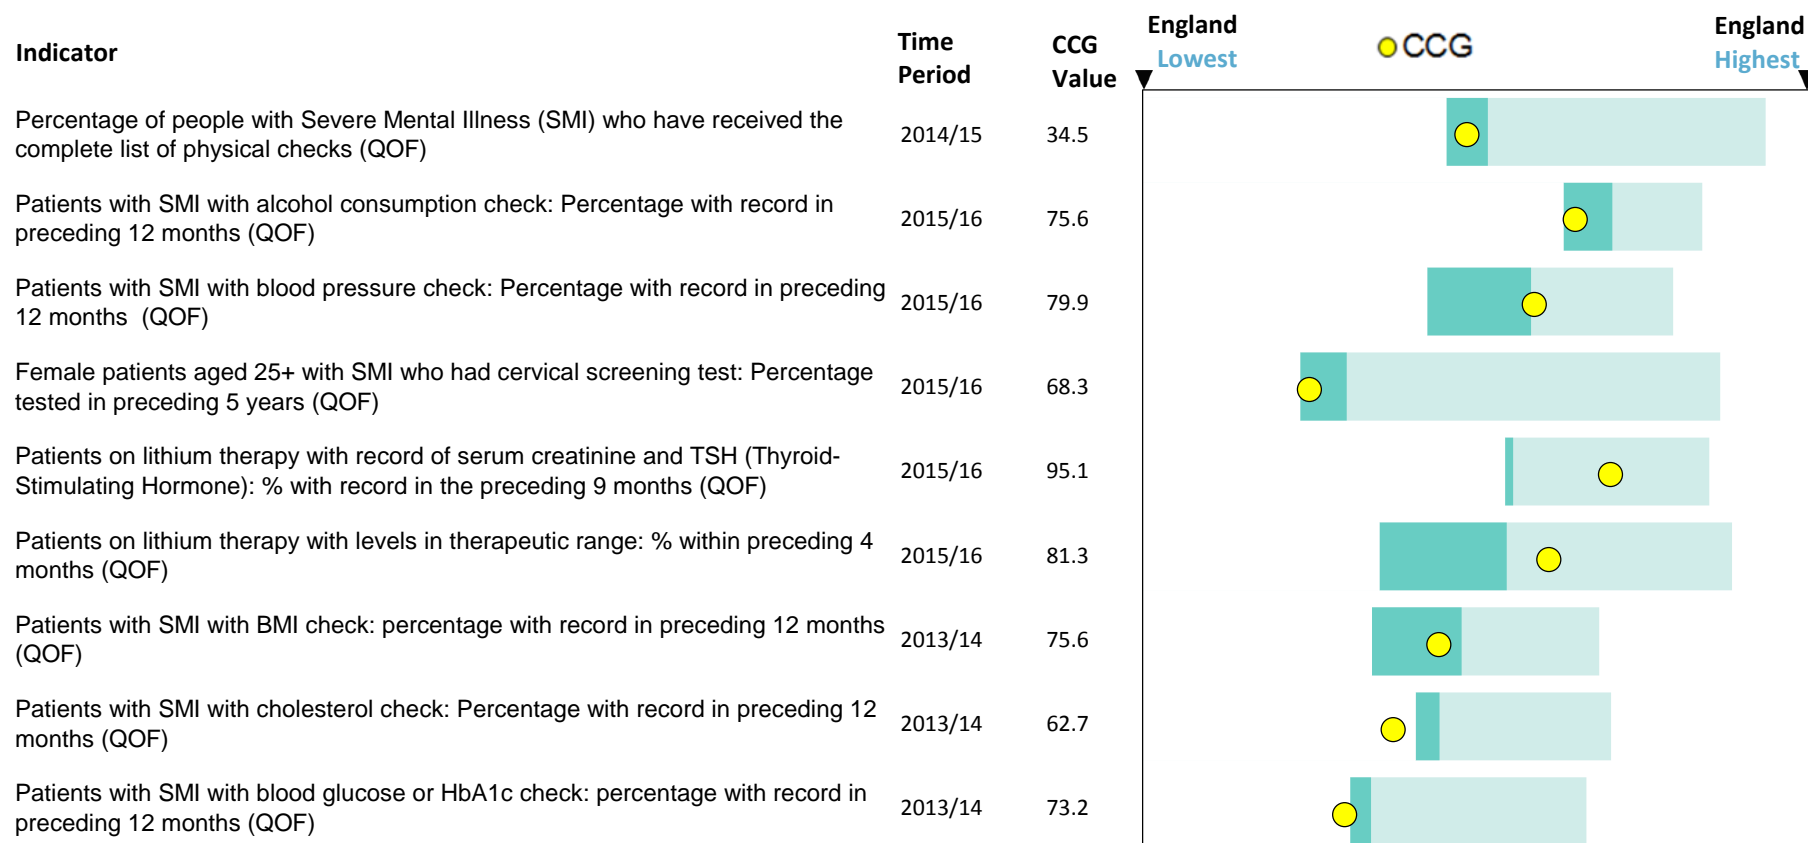 Indicator
Time
Period
CCG
Value
England
Lowest
CCG
England
Highest
Percentage of people with Severe Mental Illness (SMI) who have received the
complete list of physical checks (QOF)
2014/15
34.5
Patients with SMI with alcohol consumption check: Percentage with record in
preceding 12 months (QOF)
2015/16
75.6
Patients with SMI with blood pressure check: Percentage with record in preceding
12 months  (QOF)
2015/16
79.9
Female patients aged 25+ with SMI who had cervical screening test: Percentage
tested in preceding 5 years (QOF)
2015/16
68.3
Patients on lithium therapy with record of serum creatinine and TSH (Thyroid-
Stimulating Hormone): % with record in the preceding 9 months (QOF)
2015/16
95.1
Patients on lithium therapy with levels in therapeutic range: % within preceding 4
months (QOF)
2015/16
81.3
Patients with SMI with BMI check: percentage with record in preceding 12 months
(QOF)
2013/14
75.6
Patients with SMI with cholesterol check: Percentage with record in preceding 12
months (QOF)
2013/14
62.7
Patients with SMI with blood glucose or HbA1c check: percentage with record in
preceding 12 months (QOF)
2013/14
73.2